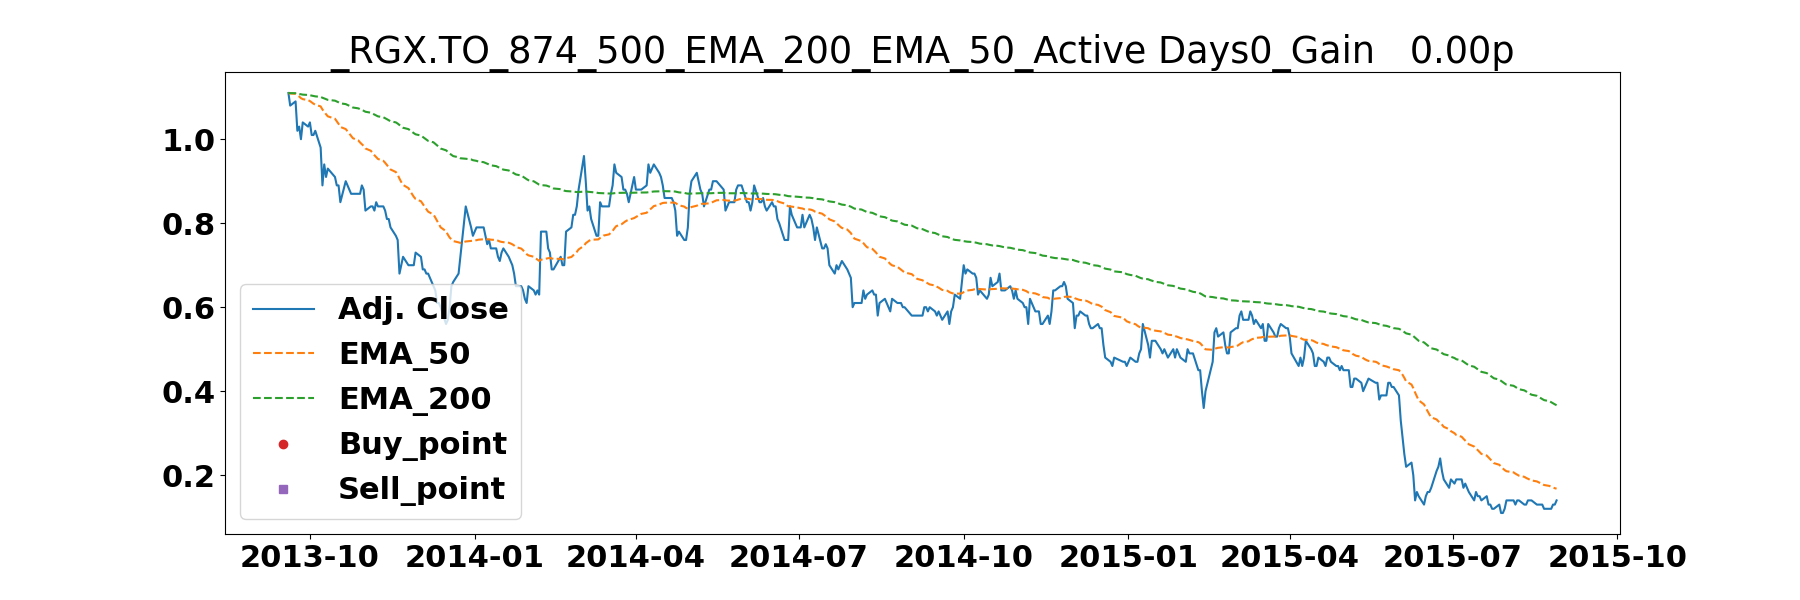 _RGX.TO_874_500_EMA_200_EMA_50_Active Days0_Gain   0.00p
1.0
0.8
0.6
0.4
0.2
Adj. Close
EMA_50
EMA_200
Buy_point
Sell_point
2013-10 2014-01 2014-04 2014-07 2014-10 2015-01 2015-04 2015-07 2015-10